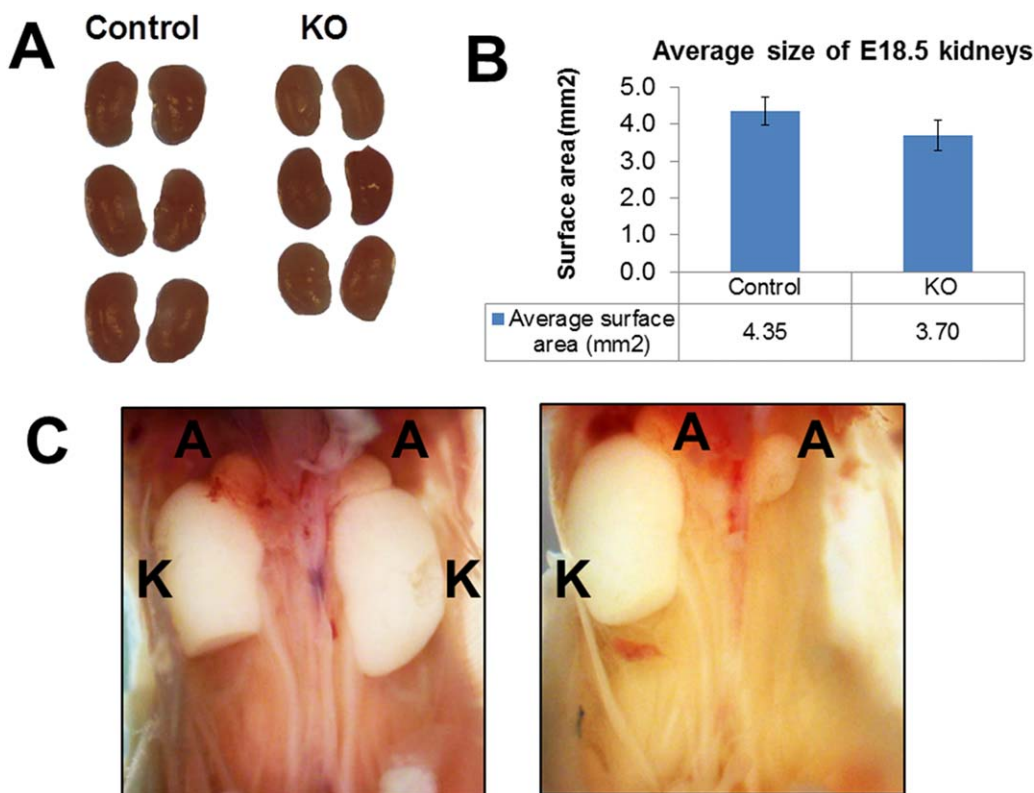 A
Control KO
B
Average size of E18.5 kidneys
Surface area(mm2)
5.0
4.0
3.0
2.0
1.0
0.0
Control KO
Average surface area (mm2) 4.35 3.70
C
A A
K K
A A
K